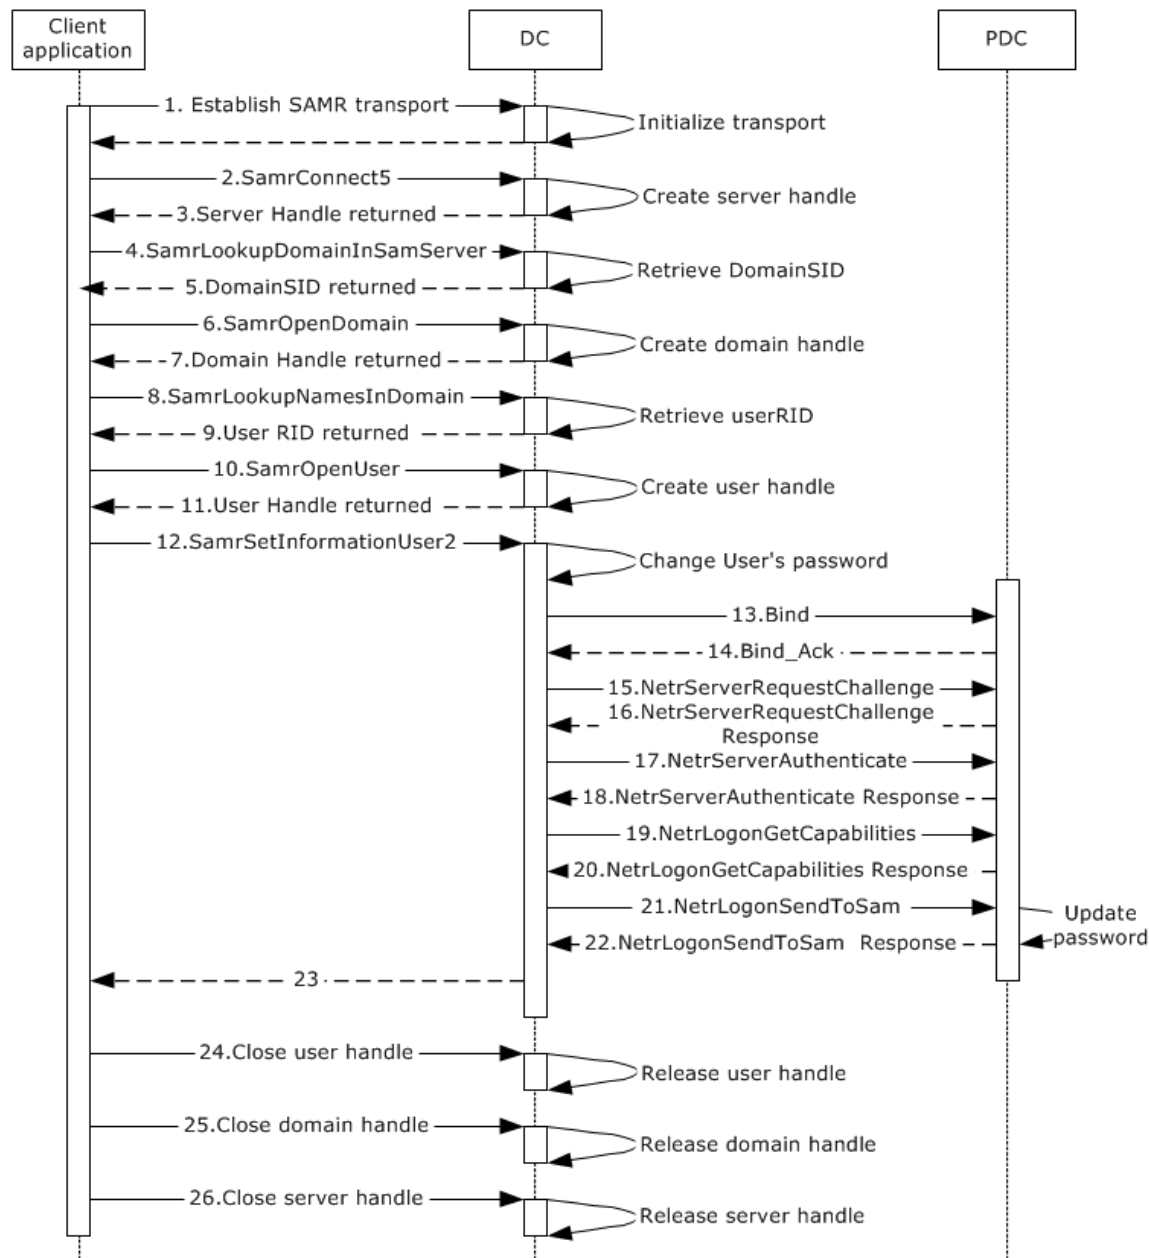 Client
application
DC
PDC
1. Establish SAMR transport
Initialize transport
2.SamrConnect5
Create server handle
3.Server Handle returned
4.SamrLookupDomainInSamServer
Retrieve DomainSID
5.DomainSID returned
6.SamrOpenDomain
Create domain handle
7.Domain Handle returned
8.SamrLookupNamesInDomain
Retrieve userRID
9.User RID returned
10.SamrOpenUser
Create user handle
11.User Handle returned
12.SamrSetInformationUser2
Change User's password
13.Bind
14.Bind_Ack
15.NetrServerRequestChallenge
16.NetrServerRequestChallenge
Response
17.NetrServerAuthenticate
18.NetrServerAuthenticate Response
19.NetrLogonGetCapabilities
20.NetrLogonGetCapabilities Response
21.NetrLogonSendToSam
Update
password
22.NetrLogonSendToSam Response
23
24.Close user handle
Release user handle
25.Close domain handle
Release domain handle
26.Close server handle
Release server handle